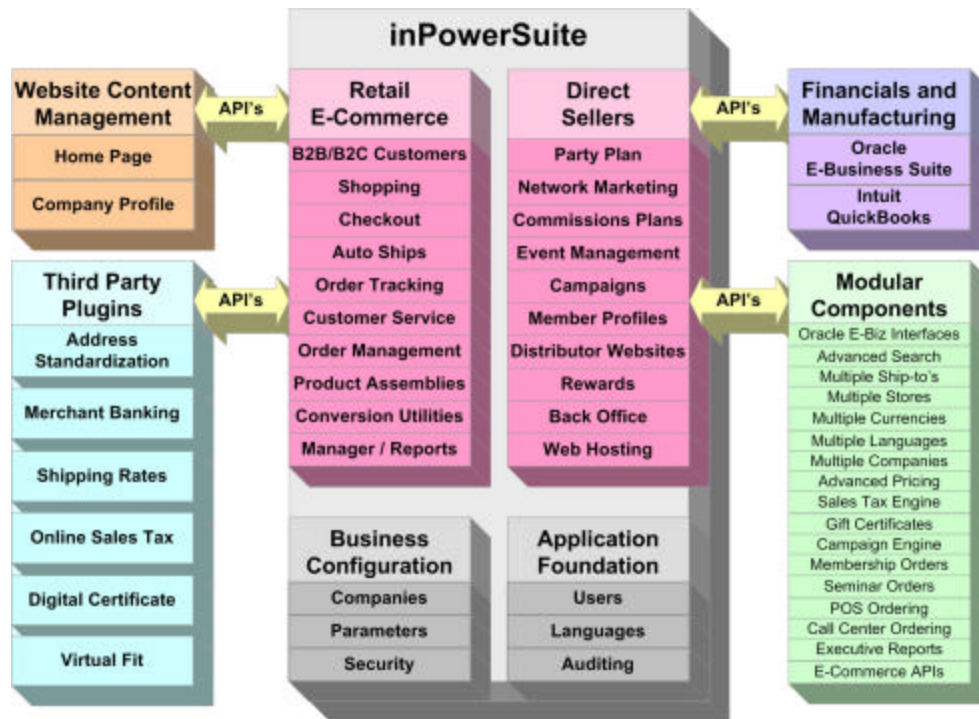 inPowerSuite
Website Content
Management
Home Page
Company Profile
API's
Retail
E-Commerce
B2B/B2C Customers
Shopping
Checkout
Auto Ships
Order Tracking
Customer Service
Order Management
Product Assemblies
Conversion Utilities
Manager / Reports
Direct
Sellers
Party Plan
Network Marketing
Commissions Plans
Event Management
Campaigns
Member Profiles
Distributor Websites
Rewards
Back Office
Web Hosting
API's
Financials and
Manufacturing
Oracle
E-Business Suite
Intuit
QuickBooks
Third Party
Plugins
Address
Standardization
Merchant Banking
Shipping Rates
Online Sales Tax
Digital Certificate
Virtual Fit
API's
Business
Configuration
Companies
Parameters
Security
Application
Foundation
Users
Languages
Auditing
API's
Modular
Components
Oracle E-Biz Interfaces
Advanced Search
Multiple Ship-to's
Multiple Stores
Multiple Currencies
Multiple Languages
Multiple Companies
Advanced Pricing
Sales Tax Engine
Gift Certificates
Campaign Engine
Membership Orders
Seminar Orders
POS Ordering
Call Center Ordering
Executive Reports
E-Commerce APIs